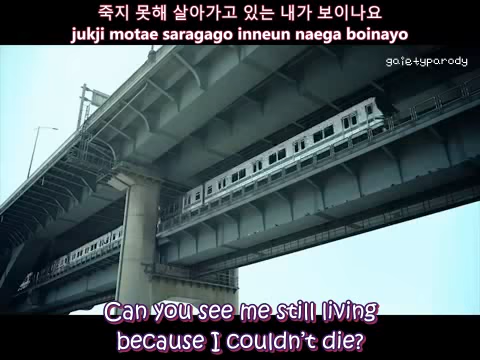 죽지 못해 살아가고 있는 내가 보이나요
jukji motae saragago inneun naega boinayo
gaietyparody
Can you see me still living
because I couldn't die?